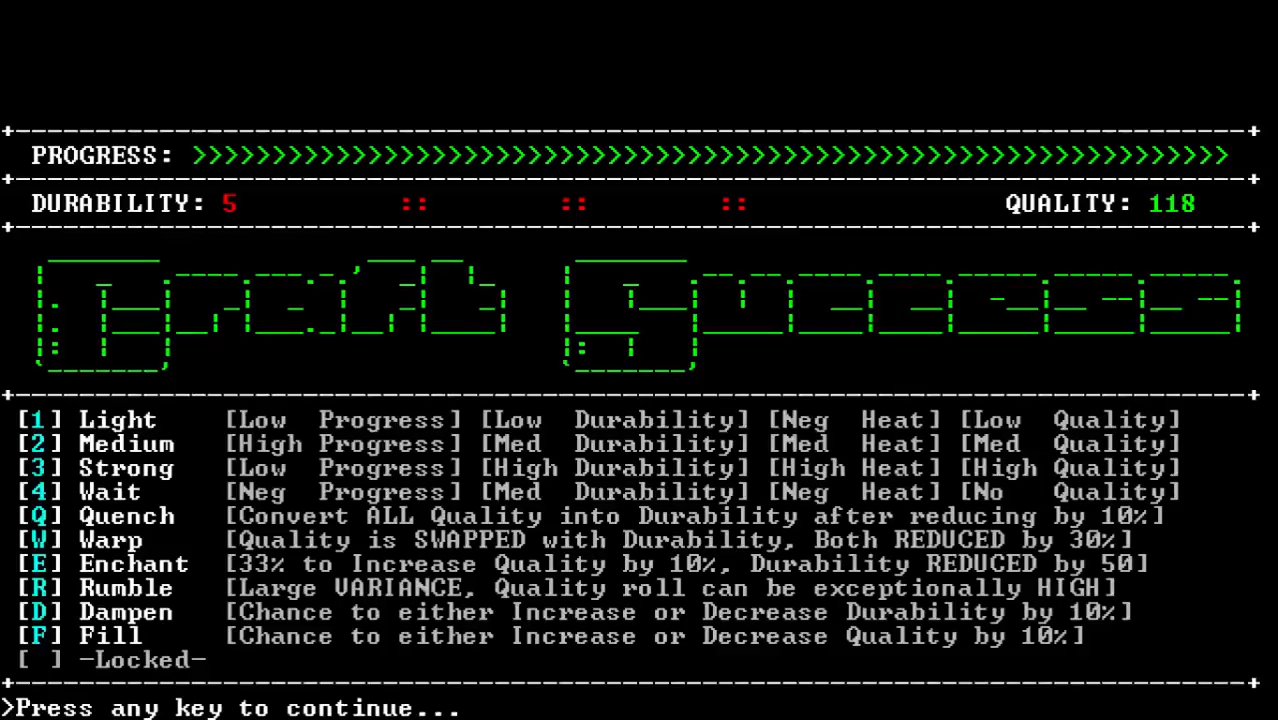 PROGRESS: >>>>>>>>>>>>>>>>>>>>>>>>>>>>>>>>>>>>>>>>>>>>>>>>>>>>>>>>>>>>>>>>>
DURABILITY: 5 :: :: :: QUALITY: 118
Craft Success
[1] Light [Low Progress] [Low Durability] [Neg Heat] [Low Quality]
[2] Medium [High Progress] [Med Durability] [Med Heat] [Med Quality]
[3] Strong [Low Progress] [High Durability] [High Heat] [High Quality]
[4] Wait [Neg Progress] [Med Durability] [Neg Heat] [No Quality]
[Q] Quench [Convert ALL Quality into Durability after reducing by 10%]
[W] Warp [Quality is SWAPPED with Durability, Both REDUCED by 30%]
[E] Enchant [33% to Increase Quality by 10%, Durability REDUCED by 50]
[R] Rumble [Large VARIANCE, Quality roll can be exceptionally HIGH]
[D] Dampen [Chance to either Increase or Decrease Durability by 10%]
[F] Fill [Chance to either Increase or Decrease Quality by 10%]
[ ] -Locked-
>Press any key to continue...